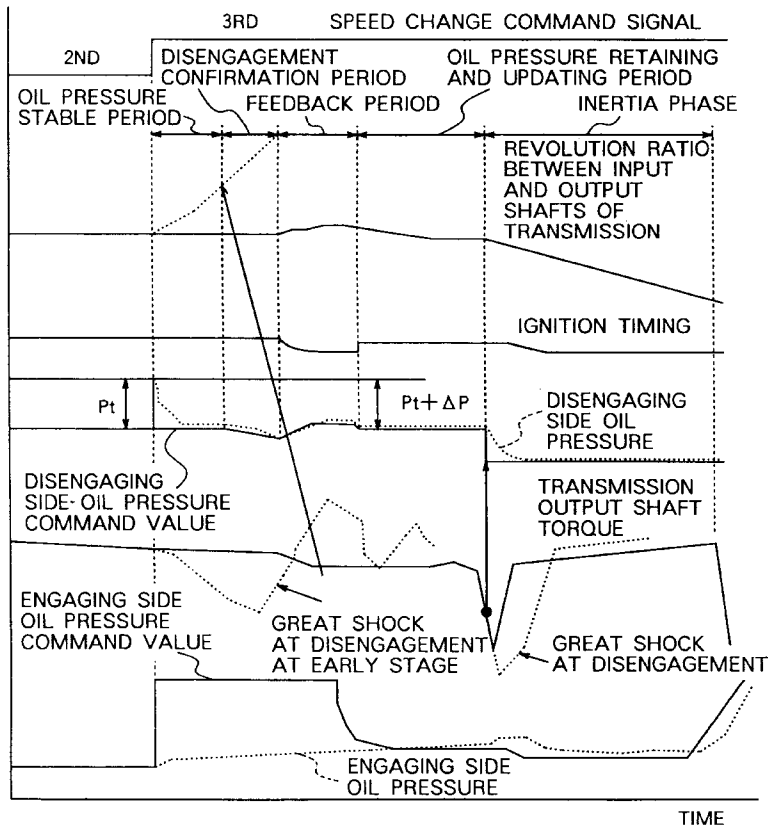 3RD
SPEED CHANGE COMMAND SIGNAL
2ND
DISENGAGEMENT
CONFIRMATION PERIOD
OIL PRESSURE RETAINING
AND UPDATING PERIOD
OIL PRESSURE
STABLE PERIOD
FEEDBACK PERIOD
INERTIA PHASE
REVOLUTION RATIO
BETWEEN INPUT
AND OUTPUT
SHAFTS OF
TRANSMISSION
IGNITION TIMING
Pt
Pt+ΔP
DISENGAGING
SIDE OIL
PRESSURE
DISENGAGING
SIDE-OIL PRESSURE
COMMAND VALUE
TRANSMISSION
OUTPUT SHAFT
TORQUE
ENGAGING SIDE
OIL PRESSURE
COMMAND VALUE
GREAT SHOCK
AT DISENGAGEMENT
AT EARLY STAGE
GREAT SHOCK
AT DISENGAGEMENT
ENGAGING SIDE
OIL PRESSURE
TIME